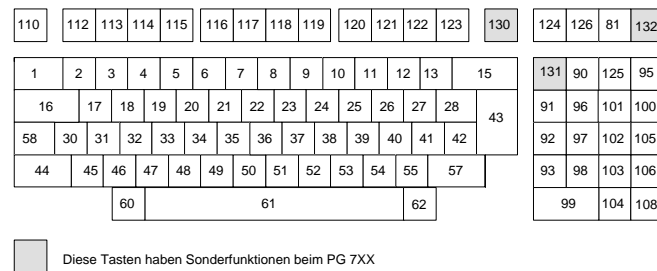 110 112 113 114 115 116 117 118 119 120 121 122 123 130 124 126 81 132
1 2 3 4 5 6 7 8 9 10 11 12 13 15 131 90 125 95
16 17 18 19 20 21 22 23 24 25 26 27 28 43 91 96 101 100
58 30 31 32 33 34 35 36 37 38 39 40 41 42 92 97 102 105
44 45 46 47 48 49 50 51 52 53 54 55 57 93 98 103 106
60 61 62 99 104 108
Diese Tasten haben Sonderfunktionen beim PG 7XX